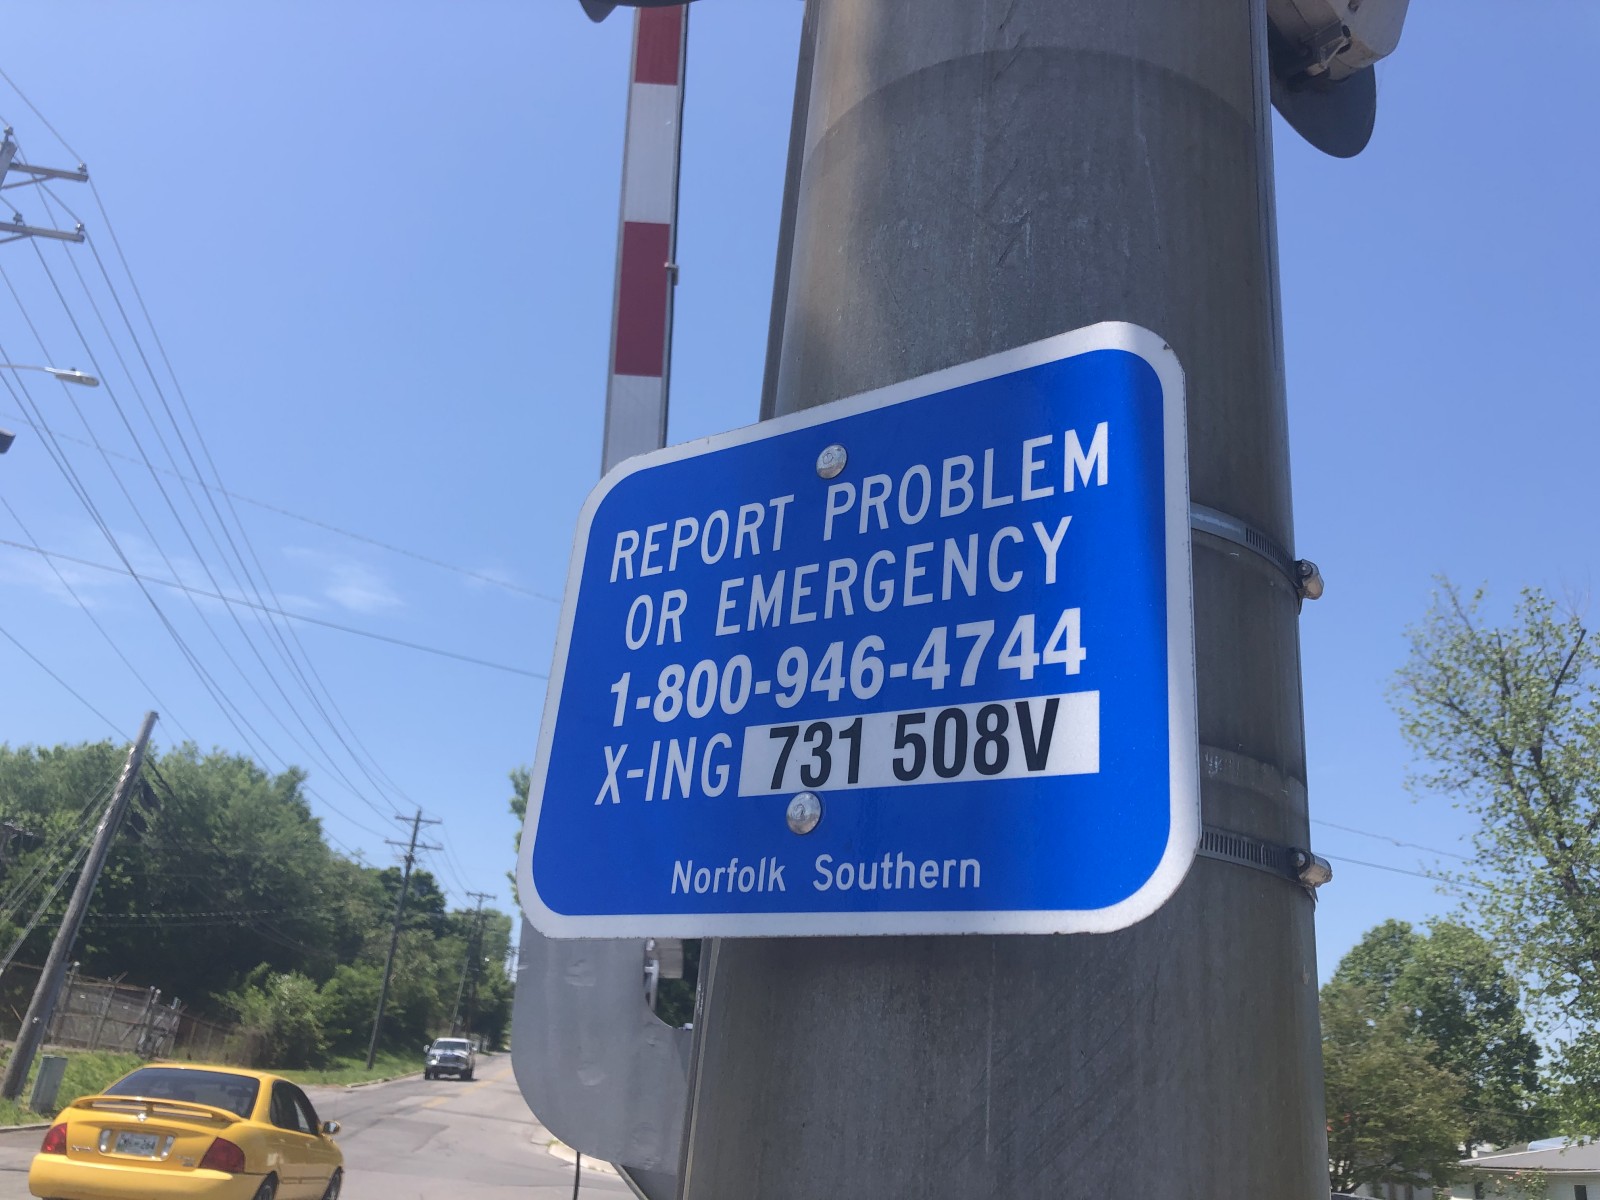 REPORT PROBLEM
OR EMERGENCY
1-800-946-4744
X-ING 731 508V
Norfolk Southern